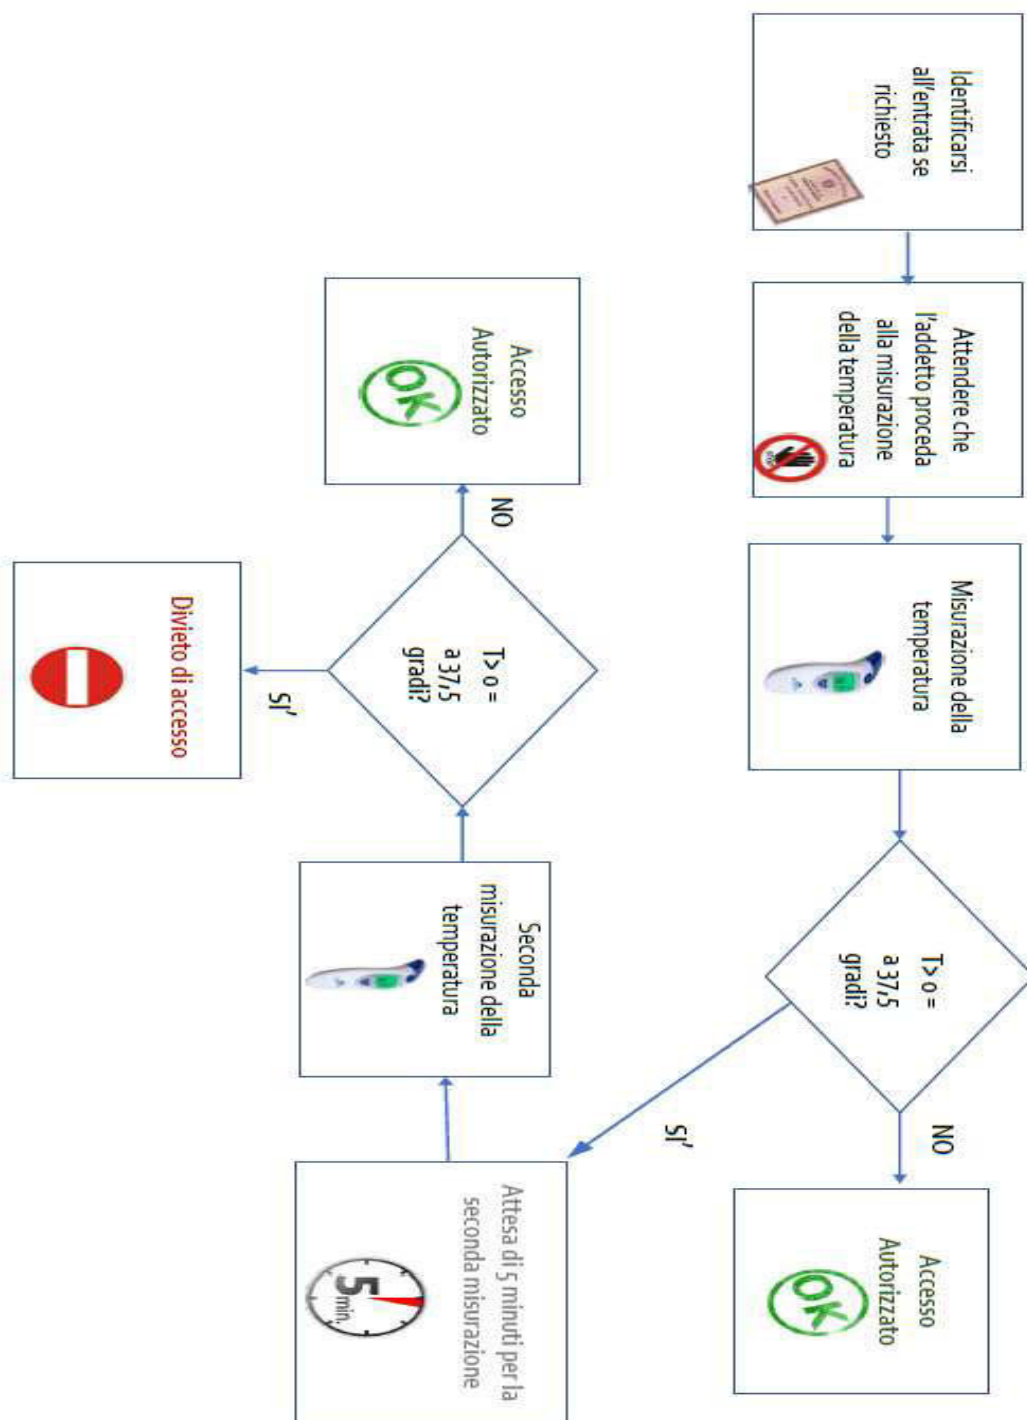 Identificarsi
all'entrata se
richiesto
Attendere che
l'addetto proceda
alla misurazione
della temperatura
Misurazione della
temperatura
T> o =
a 37,5
gradi?
NO
Accesso
Autorizzato
OK
SI'
Attesa di 5 minuti per la
seconda misurazione
5
min.
Seconda
misurazione della
temperatura
T> o =
a 37,5
gradi?
NO
Accesso
Autorizzato
OK
SI'
Divieto di accesso